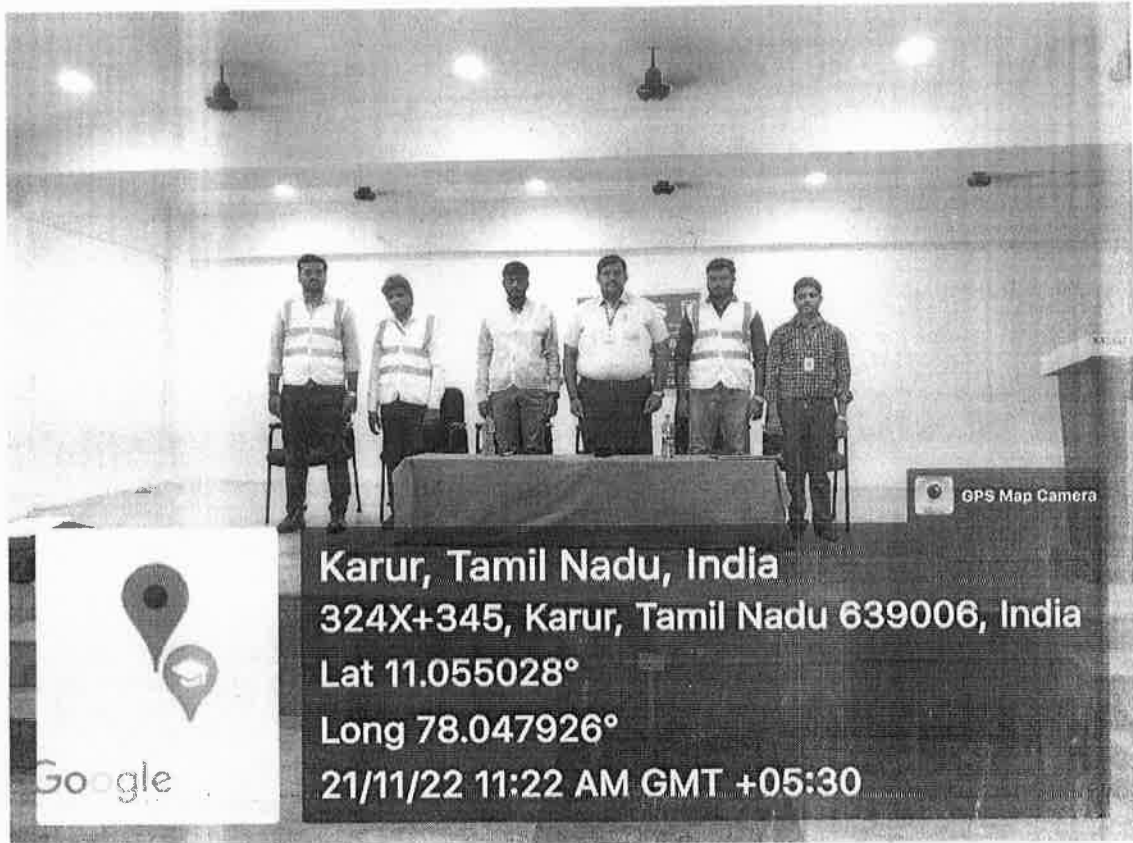 GPS Map Camera
Karur, Tamil Nadu, India
324X+345, Karur, Tamil Nadu 639006, India
Lat 11.055028°
Long 78.047926°
21/11/22 11:22 AM GMT +05:30
Google